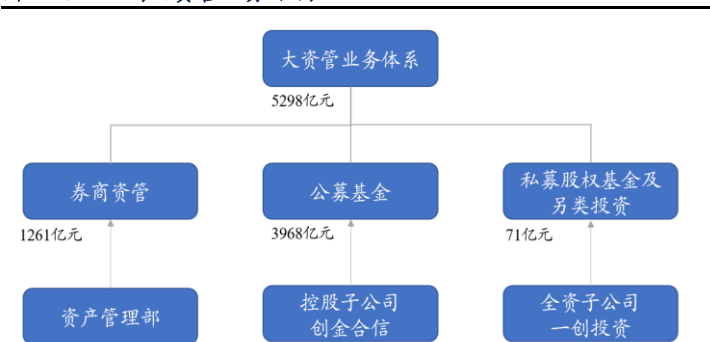 大资管业务体系
5298亿元
券商资管
公募基金
私募股权基金及
另类投资
1261亿元
3968亿元
71亿元
资产管理部
控股子公司
创金合信
全资子公司
一创投资